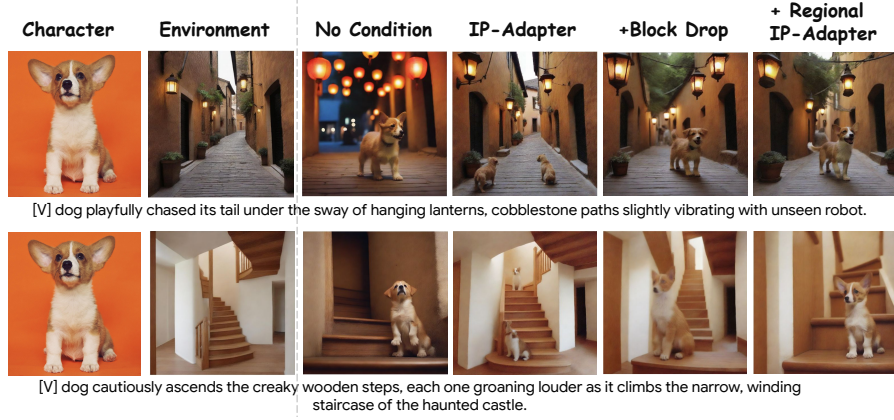 Character Environment No Condition IP-Adapter +Block Drop + Regional IP-Adapter
[V] dog playfully chased its tail under the sway of hanging lanterns, cobblestone paths slightly vibrating with unseen robot.
[V] dog cautiously ascends the creaky wooden steps, each one groaning louder as it climbs the narrow, winding
staircase of the haunted castle.